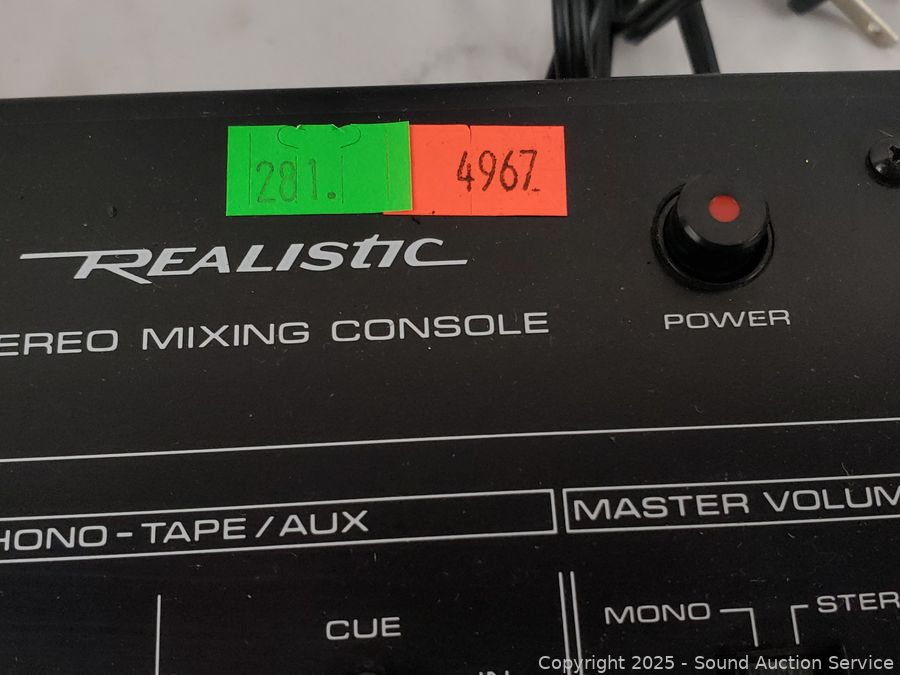 281.
4967
REALISTIC
EREO MIXING CONSOLE
POWER
HONO - TAPE / AUX
MASTER VOLUM
CUE
MONO
STER
IN
Copyright 2025 - Sound Auction Service